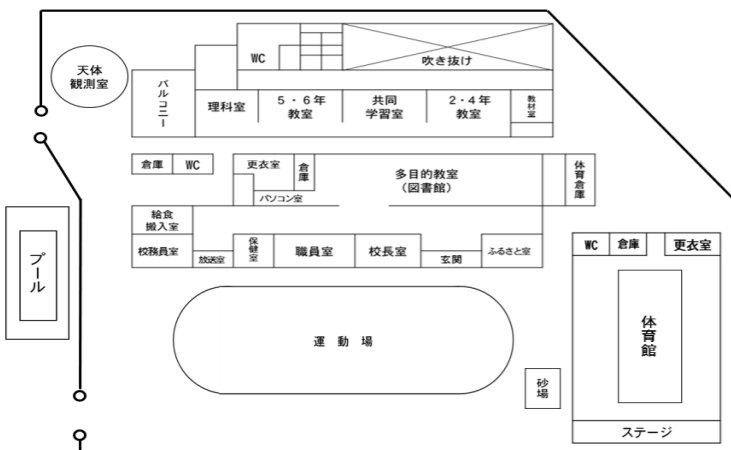 天体
観測室
バルコニー
WC
吹き抜け
理科室
５・６年
教室
共同
学習室
２・４年
教室
教材室
倉庫
WC
更衣室
倉庫
パソコン室
多目的教室
（図書館）
体育倉庫
給食
搬入室
校務員室
放送室
保健室
職員室
校長室
玄関
ふるさと室
プール
運動場
砂場
WC
倉庫
更衣室
体育館
ステージ